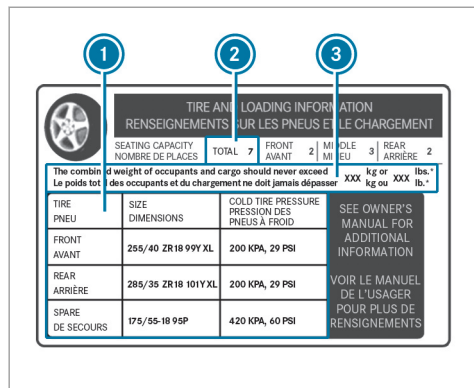 1
2
3
TIRE AND LOADING INFORMATION
RENSEIGNEMENTS SUR LES PNEUS ET LE CHARGEMENT
SEATING CAPACITY
NOMBRE DE PLACES
TOTAL 7
FRONT
AVANT 2
MIDDLE
MILIEU 3
REAR
ARRIÈRE 2
The combined weight of occupants and cargo should never exceed XXX kg or XXX lbs.*
Le poids total des occupants et du chargement ne doit jamais dépasser kg ou lb.*
TIRE
PNEU
SIZE
DIMENSIONS
COLD TIRE PRESSURE
PRESSION DES
PNEUS À FROID
FRONT
AVANT
255/40 ZR18 99Y XL
200 KPA, 29 PSI
REAR
ARRIÈRE
285/35 ZR18 101Y XL
200 KPA, 29 PSI
SPARE
DE SECOURS
175/55-18 95P
420 KPA, 60 PSI
SEE OWNER'S
MANUAL FOR
ADDITIONAL
INFORMATION
VOIR LE MANUEL
DE L'USAGER
POUR PLUS DE
RENSIGNEMENTS